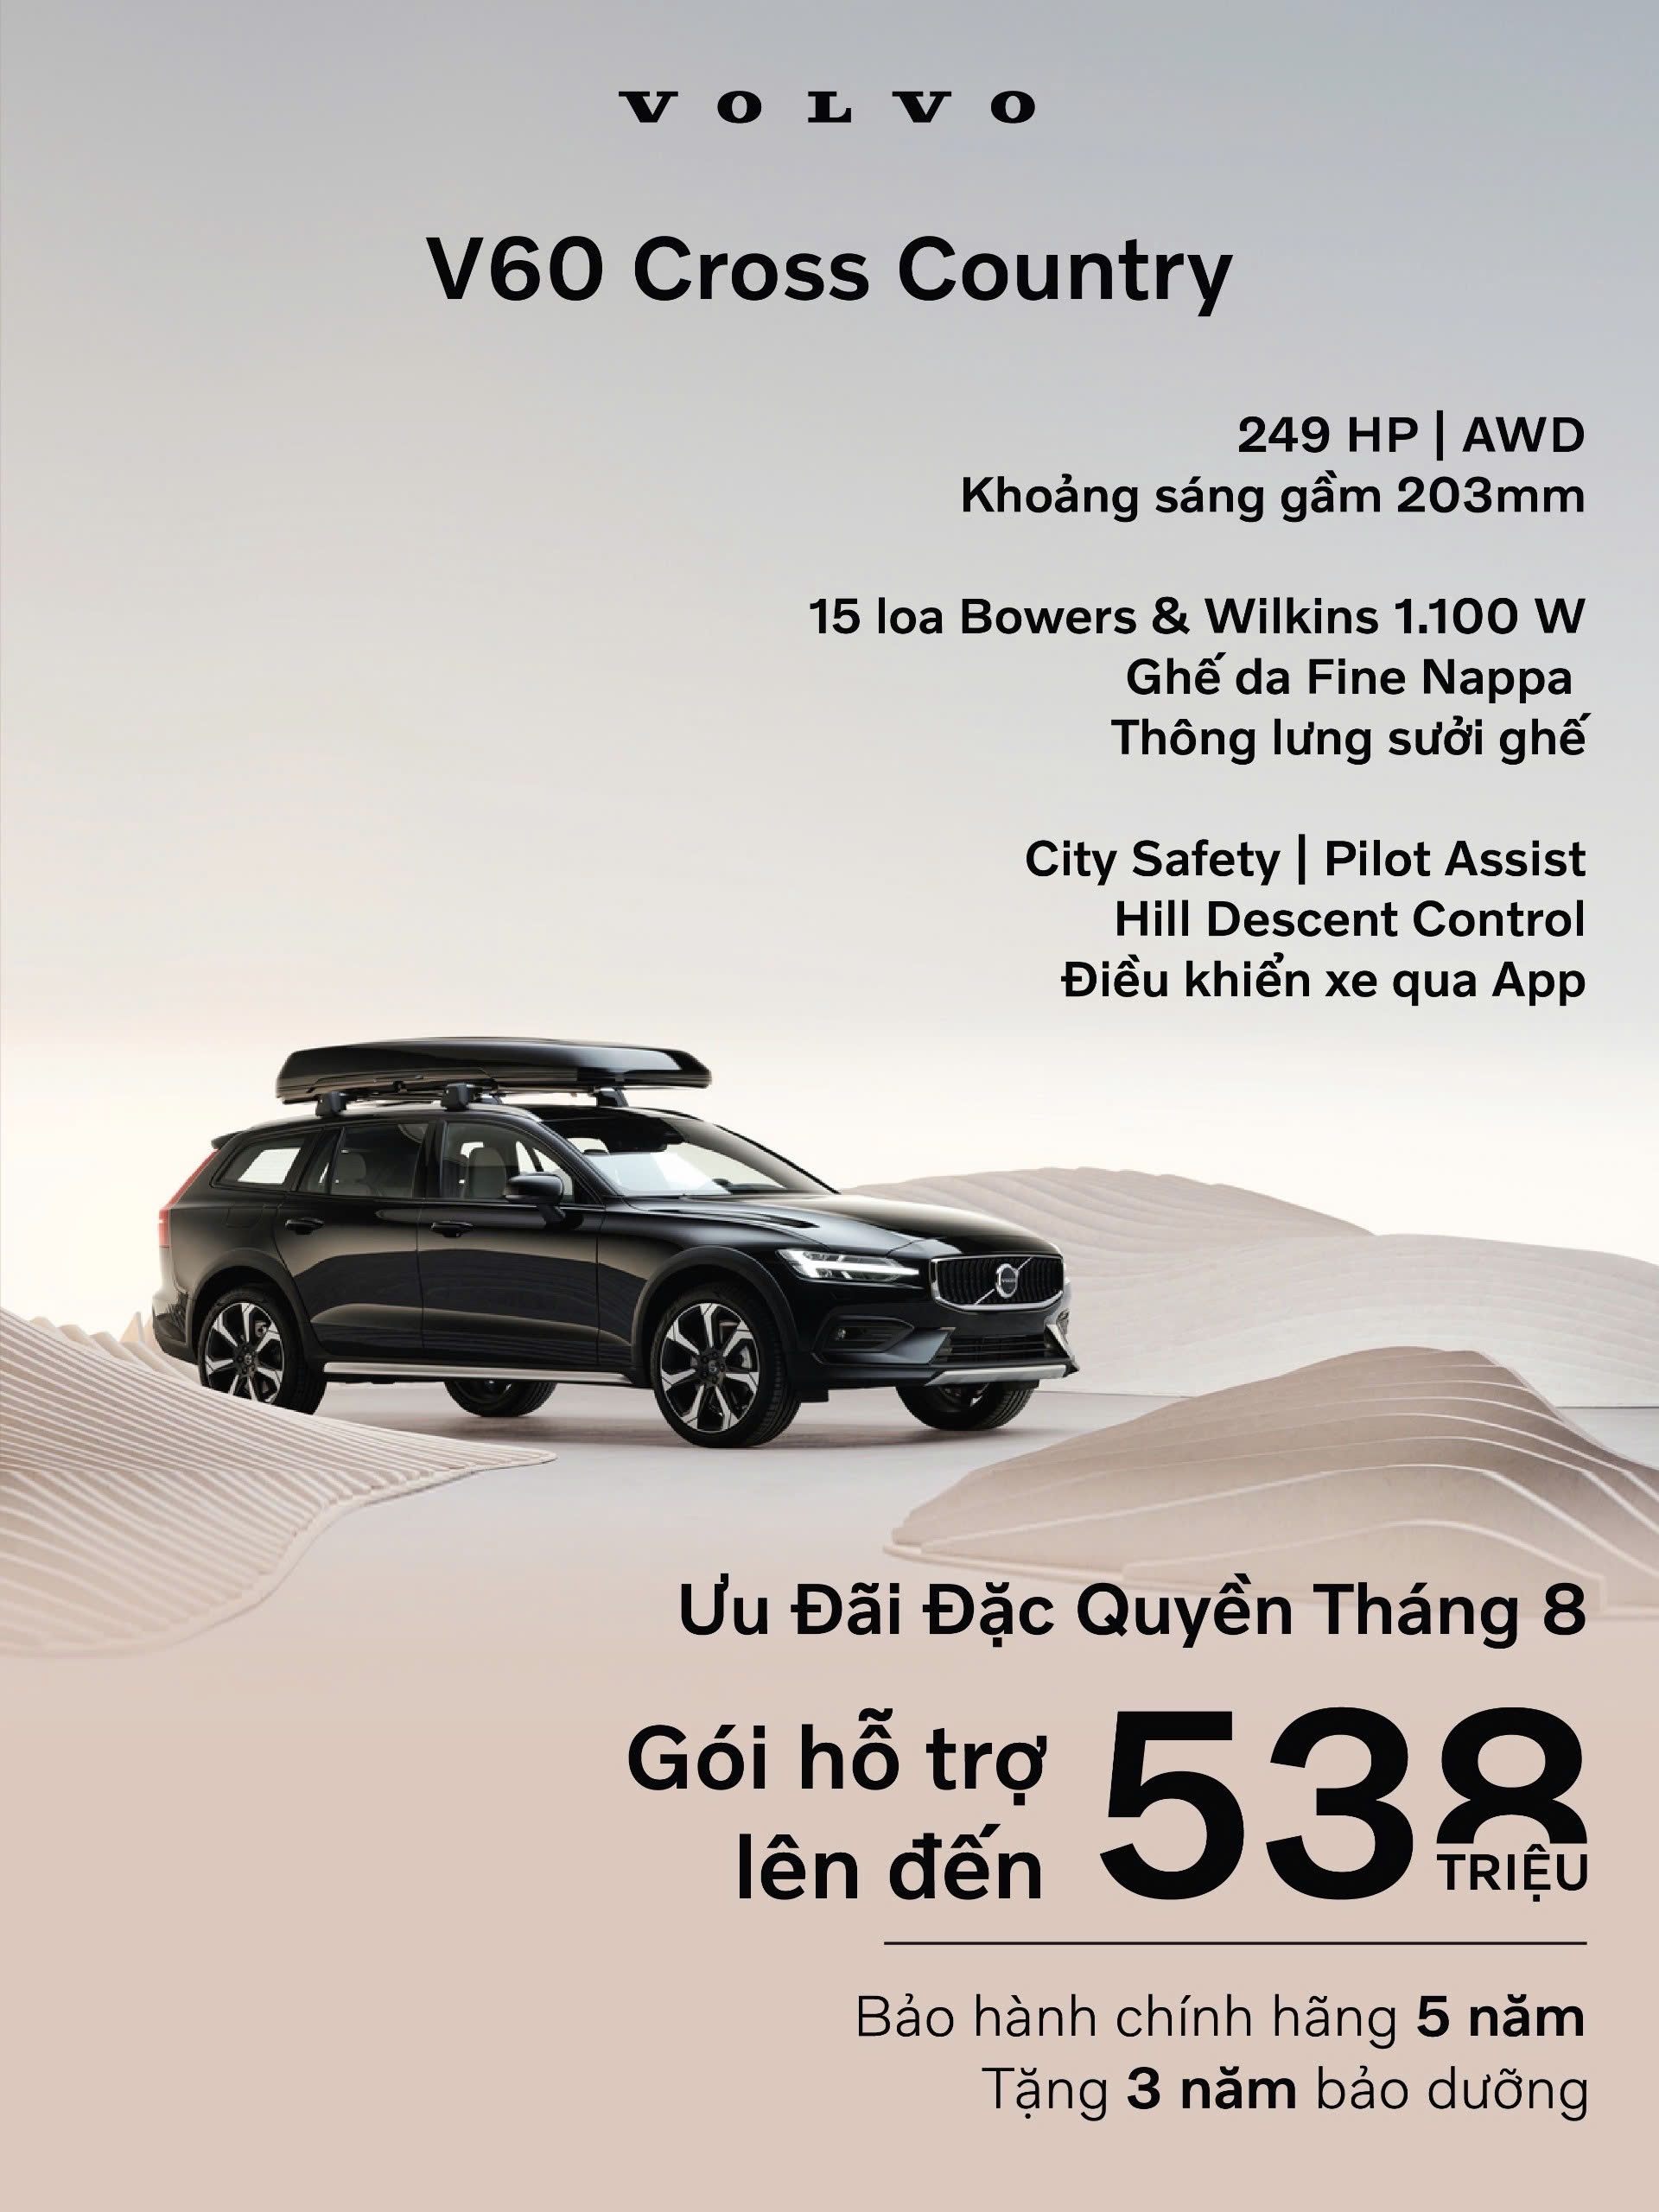 VOLVO
V60 Cross Country
249 HP | AWD
Khoảng sáng gầm 203mm
15 loa Bowers & Wilkins 1.100 W
Ghế da Fine Nappa
Thông lưng sưởi ghế
City Safety | Pilot Assist
Hill Descent Control
Điều khiển xe qua App
Ưu Đãi Đặc Quyền Tháng 8
Gói hỗ trợ
lên đến 538
TRIỆU
Bảo hành chính hãng 5 năm
Tặng 3 năm bảo dưỡng